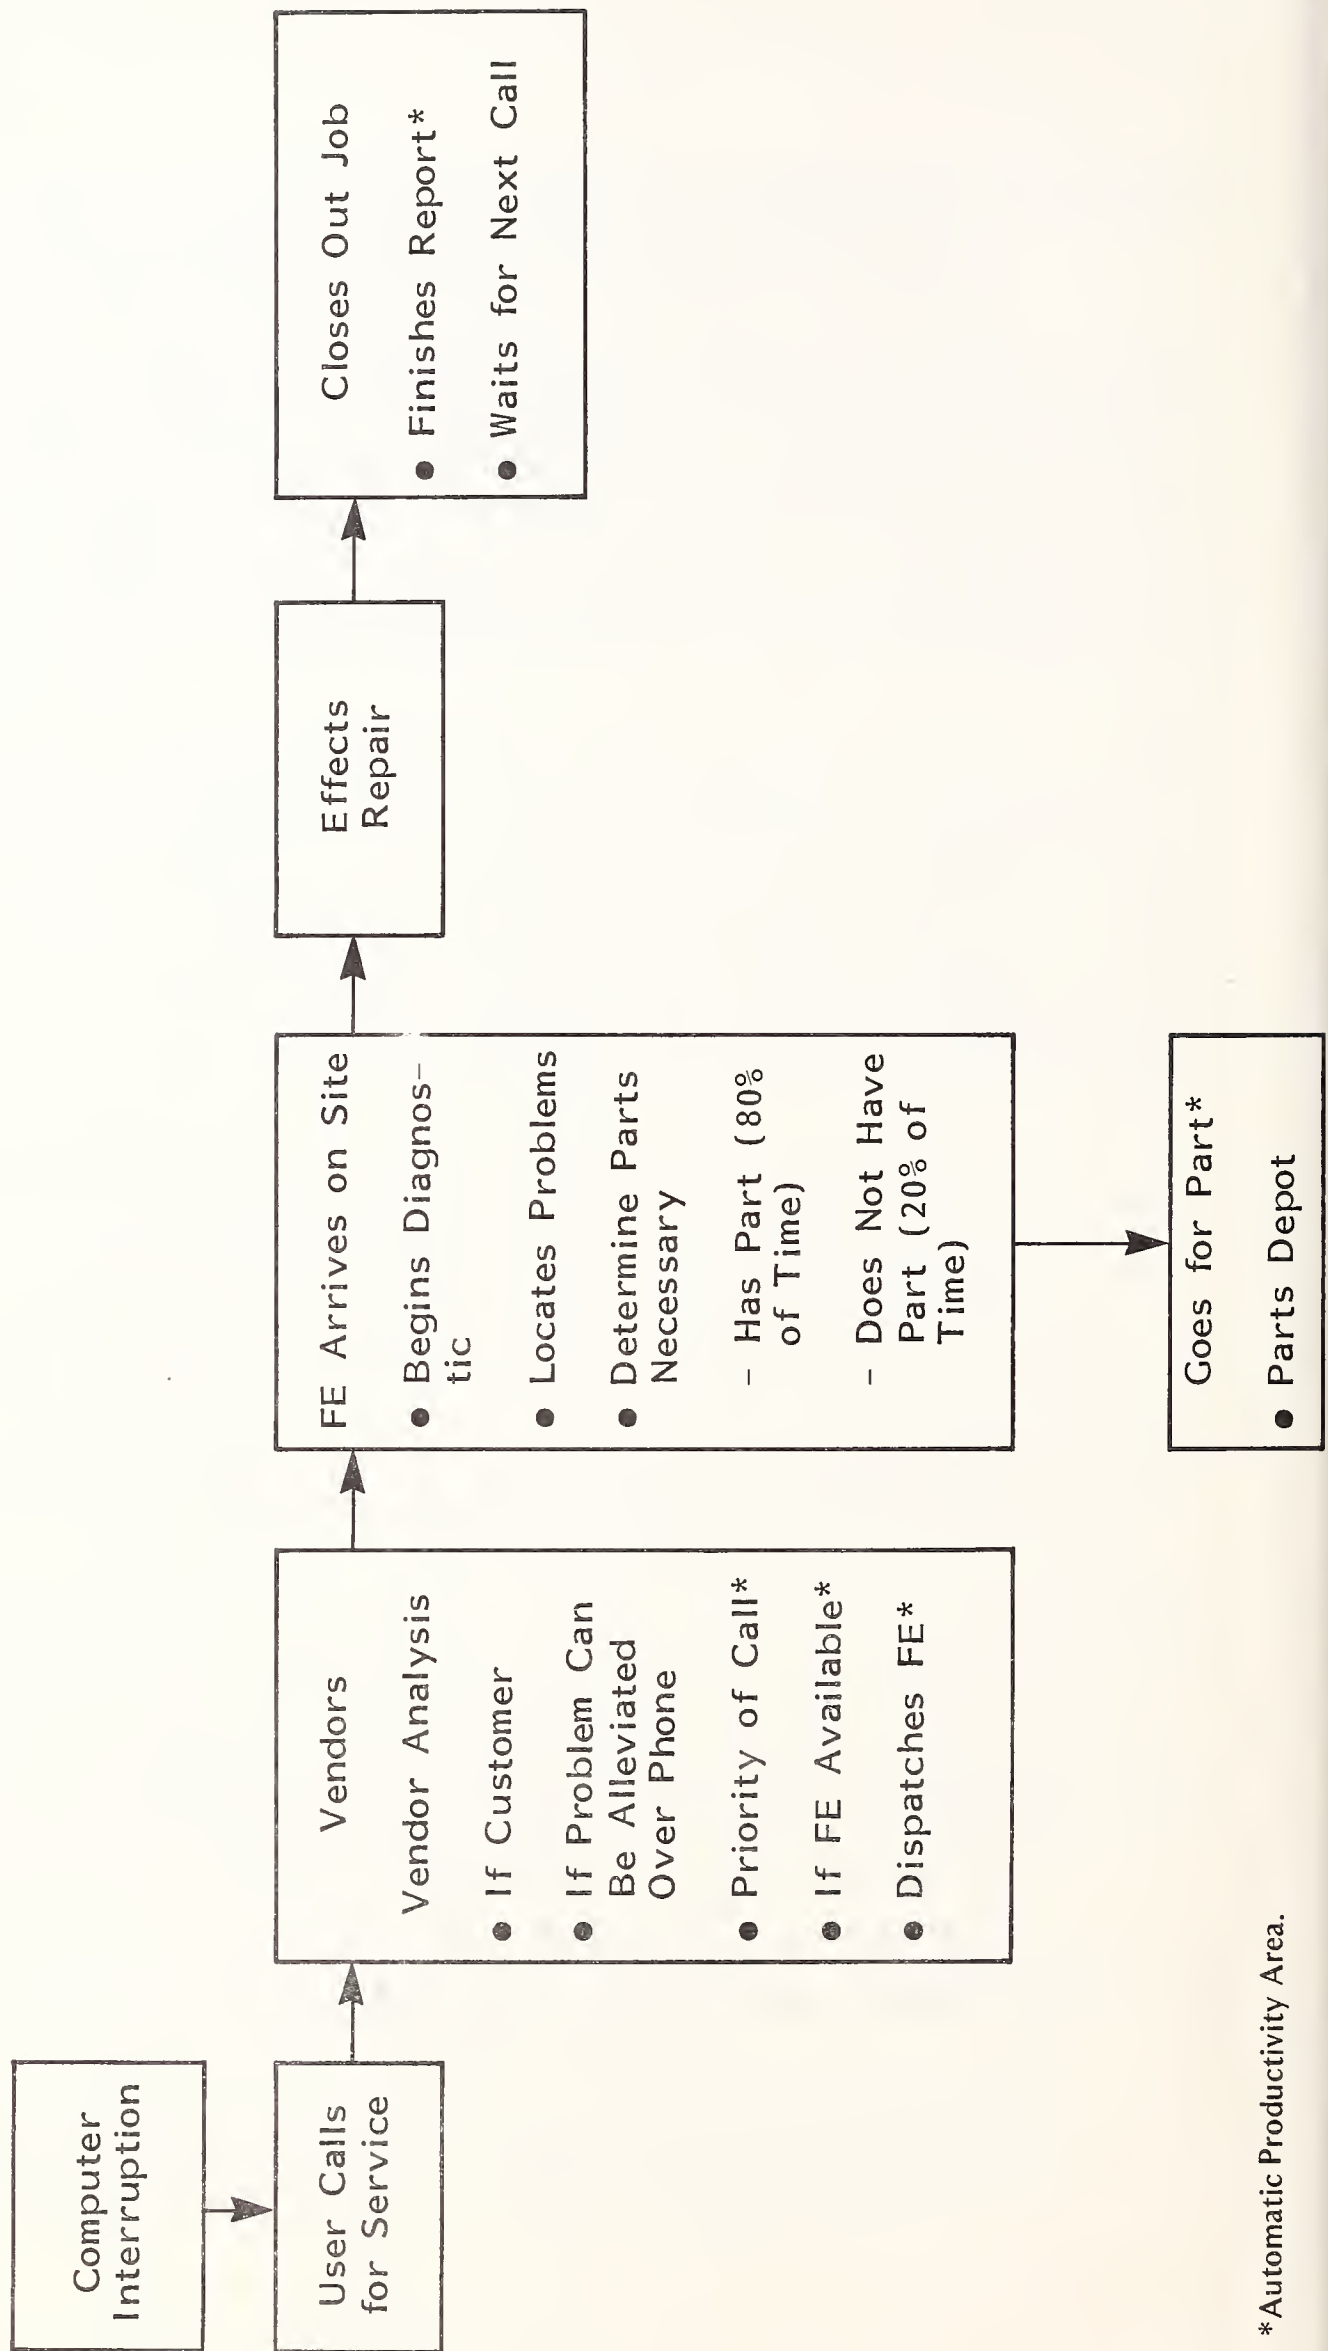 Computer
Interruption
User Calls
for Service
Vendors
Vendor Analysis
● If Customer
● If Problem Can
Be Alleviated
Over Phone
● Priority of Call*
● If FE Available*
● Dispatches FE*
FE Arrives on Site
● Begins Diagnos-
tic
● Locates Problems
● Determine Parts
Necessary
- Has Part (80%
of Time)
- Does Not Have
Part (20% of
Time)
Goes for Part*
● Parts Depot
Effects
Repair
Closes Out Job
● Finishes Report*
● Waits for Next Call
*Automatic Productivity Area.